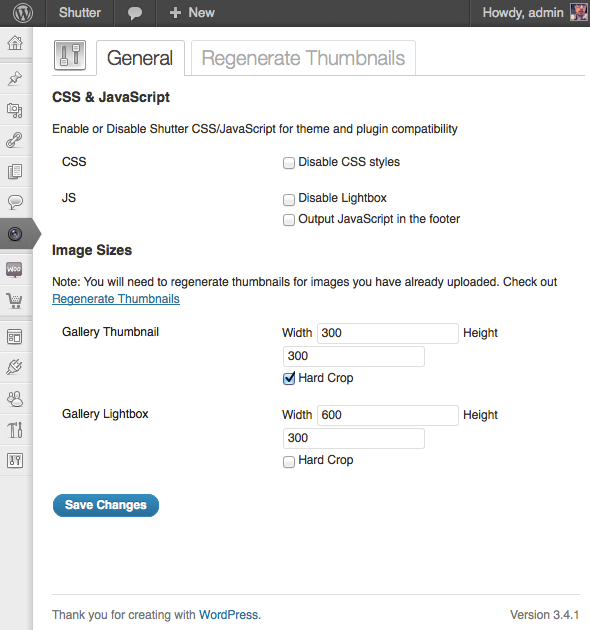 Shutter
+ New
Howdy, admin
General
Regenerate Thumbnails
CSS & JavaScript
Enable or Disable Shutter CSS/JavaScript for theme and plugin compatibility
CSS
Disable CSS styles
JS
Disable Lightbox
Output JavaScript in the footer
Image Sizes
Note: You will need to regenerate thumbnails for images you have already uploaded. Check out
Regenerate Thumbnails
Gallery Thumbnail
Width 300 Height
300
Hard Crop
Gallery Lightbox
Width 600 Height
300
Hard Crop
Save Changes
WOO
Thank you for creating with WordPress.
Version 3.4.1